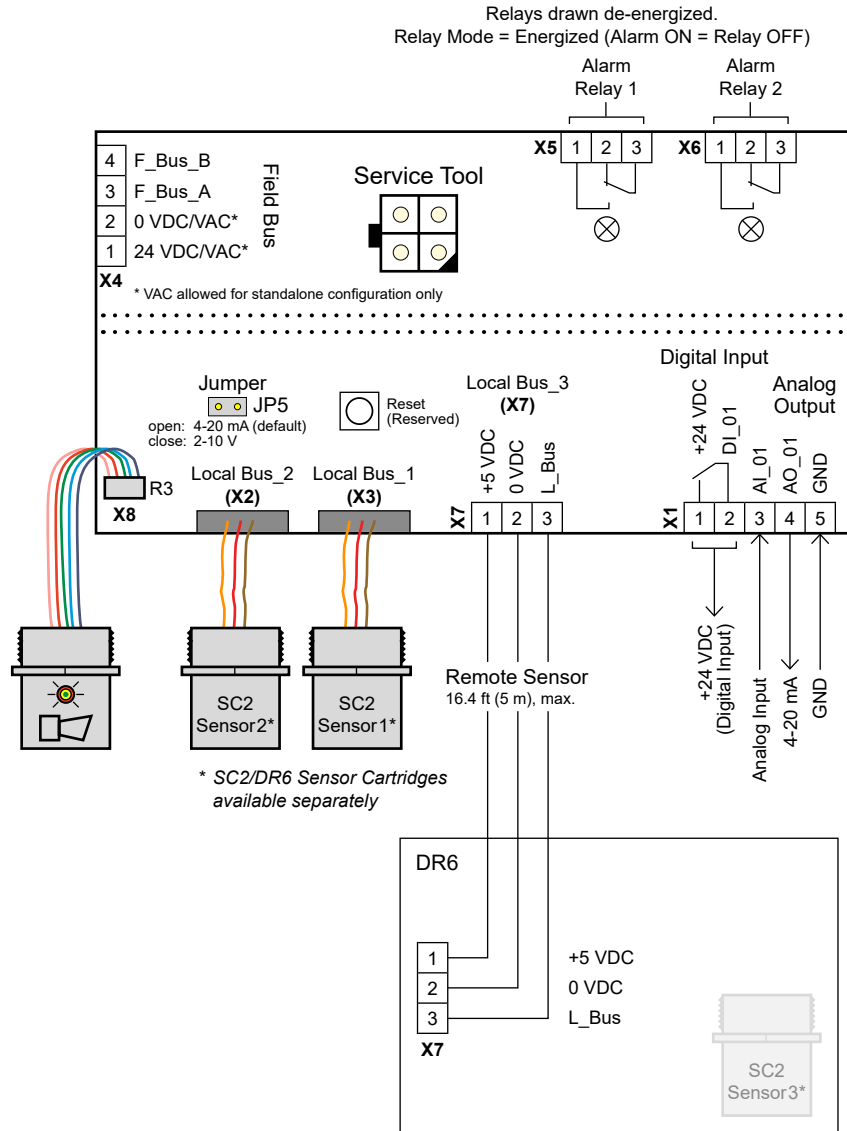 Relays drawn de-energized.
Relay Mode = Energized (Alarm ON = Relay OFF)
Alarm
Relay 1
Alarm
Relay 2
X5 1 2 3
X6 1 2 3
4 F_Bus_B
3 F_Bus_A
2 0 VDC/VAC*
1 24 VDC/VAC*
X4
Field Bus
* VAC allowed for standalone configuration only
Service Tool
Jumper
JP5
open: 4-20 mA (default)
close: 2-10 V
Reset
(Reserved)
Local Bus_3
(X7)
+5 VDC
0 VDC
L_Bus
X7 1 2 3
Digital Input
+24 VDC
DI_01
AI_01
Analog
Output
AO_01
GND
X1 1 2 3 4 5
R3
X8
Local Bus_2
(X2)
Local Bus_1
(X3)
SC2
Sensor2*
SC2
Sensor1*
* SC2/DR6 Sensor Cartridges
available separately
Remote Sensor
16.4 ft (5 m), max.
+24 VDC
(Digital Input)
Analog Input
4-20 mA
GND
DR6
1 +5 VDC
2 0 VDC
3 L_Bus
X7
SC2
Sensor3*